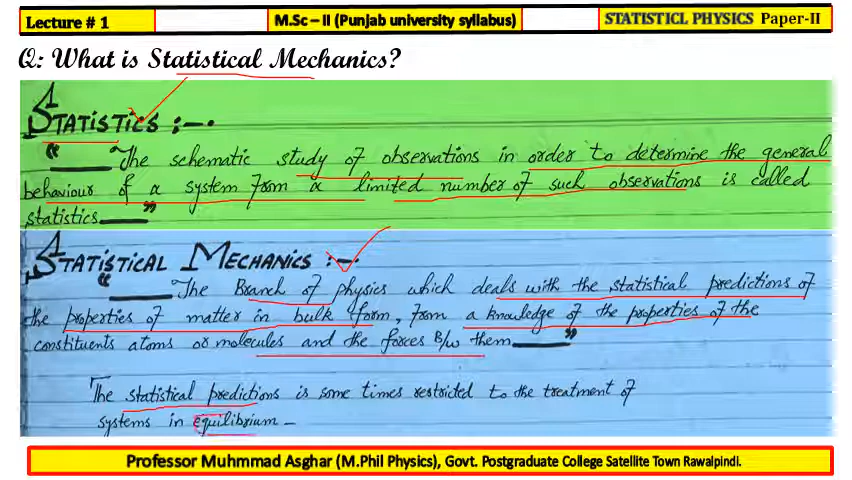 Lecture # 1
M.Sc – II (Punjab university syllabus)
STATISTICL PHYSICS Paper-II
Q: What is Statistical Mechanics?
STATISTICS :–.
“ The schematic study of observations in order to determine the general
behaviour of a system from a limited number of such observations is called
statistics ”
STATISTICAL MECHANICS :–.
“ The Branch of physics which deals with the statistical predictions of
the properties of matter in bulk form, from a knowledge of the properties of the
constituents atoms or molecules and the forces B/w them ”
The statistical predictions is some times restricted to the treatment of
systems in equilibrium –
Professor Muhmmad Asghar (M.Phil Physics), Govt. Postgraduate College Satellite Town Rawalpindi.